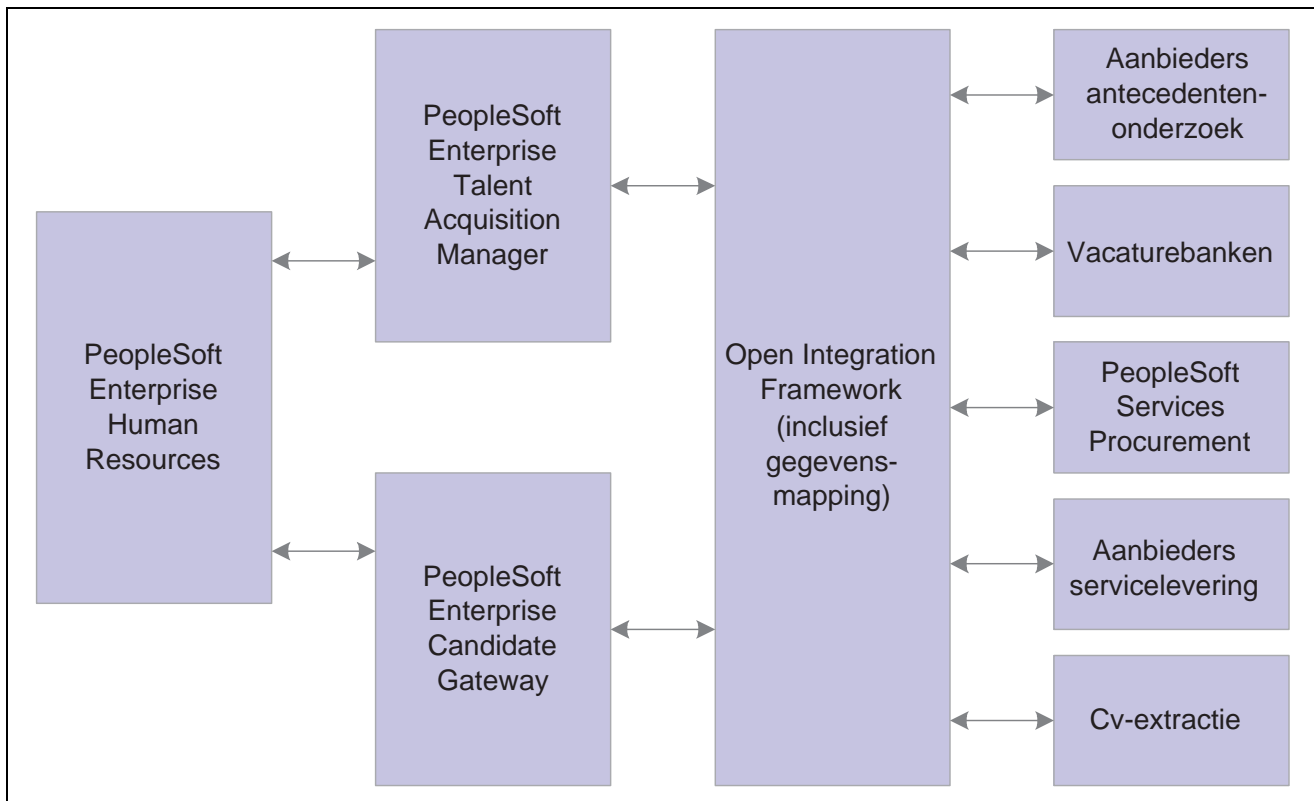 PeopleSoft
Enterprise
Human
Resources
PeopleSoft
Enterprise
Talent
Acquisition
Manager
PeopleSoft
Enterprise
Candidate
Gateway
Open Integration
Framework
(inclusief
gegevens-
mapping)
Aanbieders
antecedenten-
onderzoek
Vacaturebanken
PeopleSoft
Services
Procurement
Aanbieders
servicelevering
Cv-extractie